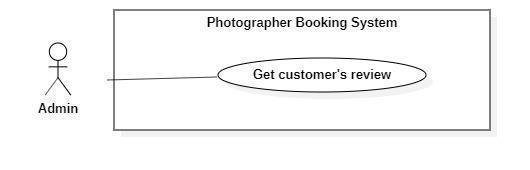 Photographer Booking System
Get customer's review
Admin